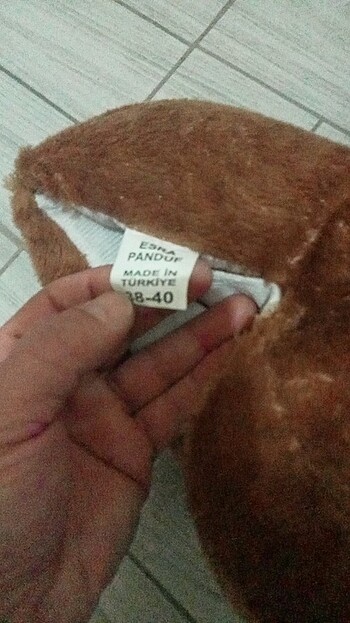 ESRA
PANDUF
MADE İN
TÜRKİYE
38-40